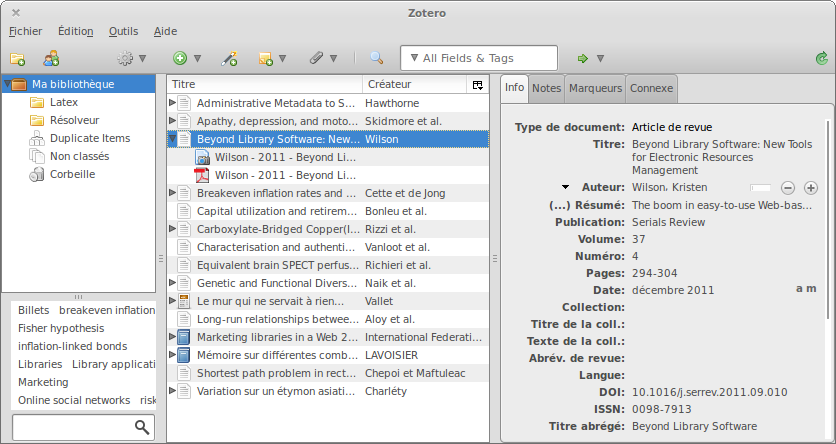 Zotero
Fichier Édition Outils Aide
All Fields & Tags
Ma bibliothèque
Latex
Résolveur
Duplicate Items
Non classés
Corbeille
Billets breakeven inflation
Fisher hypothesis
inflation-linked bonds
Libraries Library applicati
Marketing
Online social networks risk
Titre Créateur
Administrative Metadata to S... Hawthorne
Apathy, depression, and moto... Skidmore et al.
Beyond Library Software: New... Wilson
Wilson - 2011 - Beyond Li...
Wilson - 2011 - Beyond Li...
Breakeven inflation rates and ... Cette et de Jong
Capital utilization and retirem... Bonleu et al.
Carboxylate-Bridged Copper(I... Rizzi et al.
Characterisation and authenti... Vanloot et al.
Equivalent brain SPECT perfus... Richieri et al.
Genetic and Functional Divers... Naik et al.
Le mur qui ne servait à rien... Vallet
Long-run relationships betwee... Aloy et al.
Marketing libraries in a Web 2... International Federati...
Mémoire sur différentes comb... LAVOISIER
Shortest path problem in rect... Chepoi et Maftuleac
Variation sur un étymon asiati... Charléty
Info Notes Marqueurs Connexe
Type de document: Article de revue
Titre: Beyond Library Software: New Tools
for Electronic Resources
Management
Auteur: Wilson, Kristen
(...) Résumé: The boom in easy-to-use Web-bas...
Publication: Serials Review
Volume: 37
Numéro: 4
Pages: 294-304
Date: décembre 2011 a m
Collection:
Titre de la coll.:
Texte de la coll.:
Abrév. de revue:
Langue:
DOI: 10.1016/j.serrev.2011.09.010
ISSN: 0098-7913
Titre abrégé: Beyond Library Software